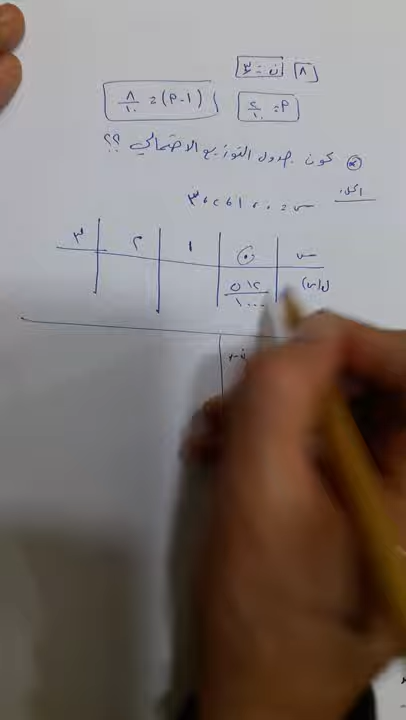 ٨ ن = ٣
أ = ٢/١٠ (١ - أ) = ٨/١٠
كون جدول التوزيع الاحتمالي ؟؟
الحل:
س = ٠، ١، ٢، ٣
س ٠ ١ ٢ ٣
ل(س) ٥١٢/١٠٠٠